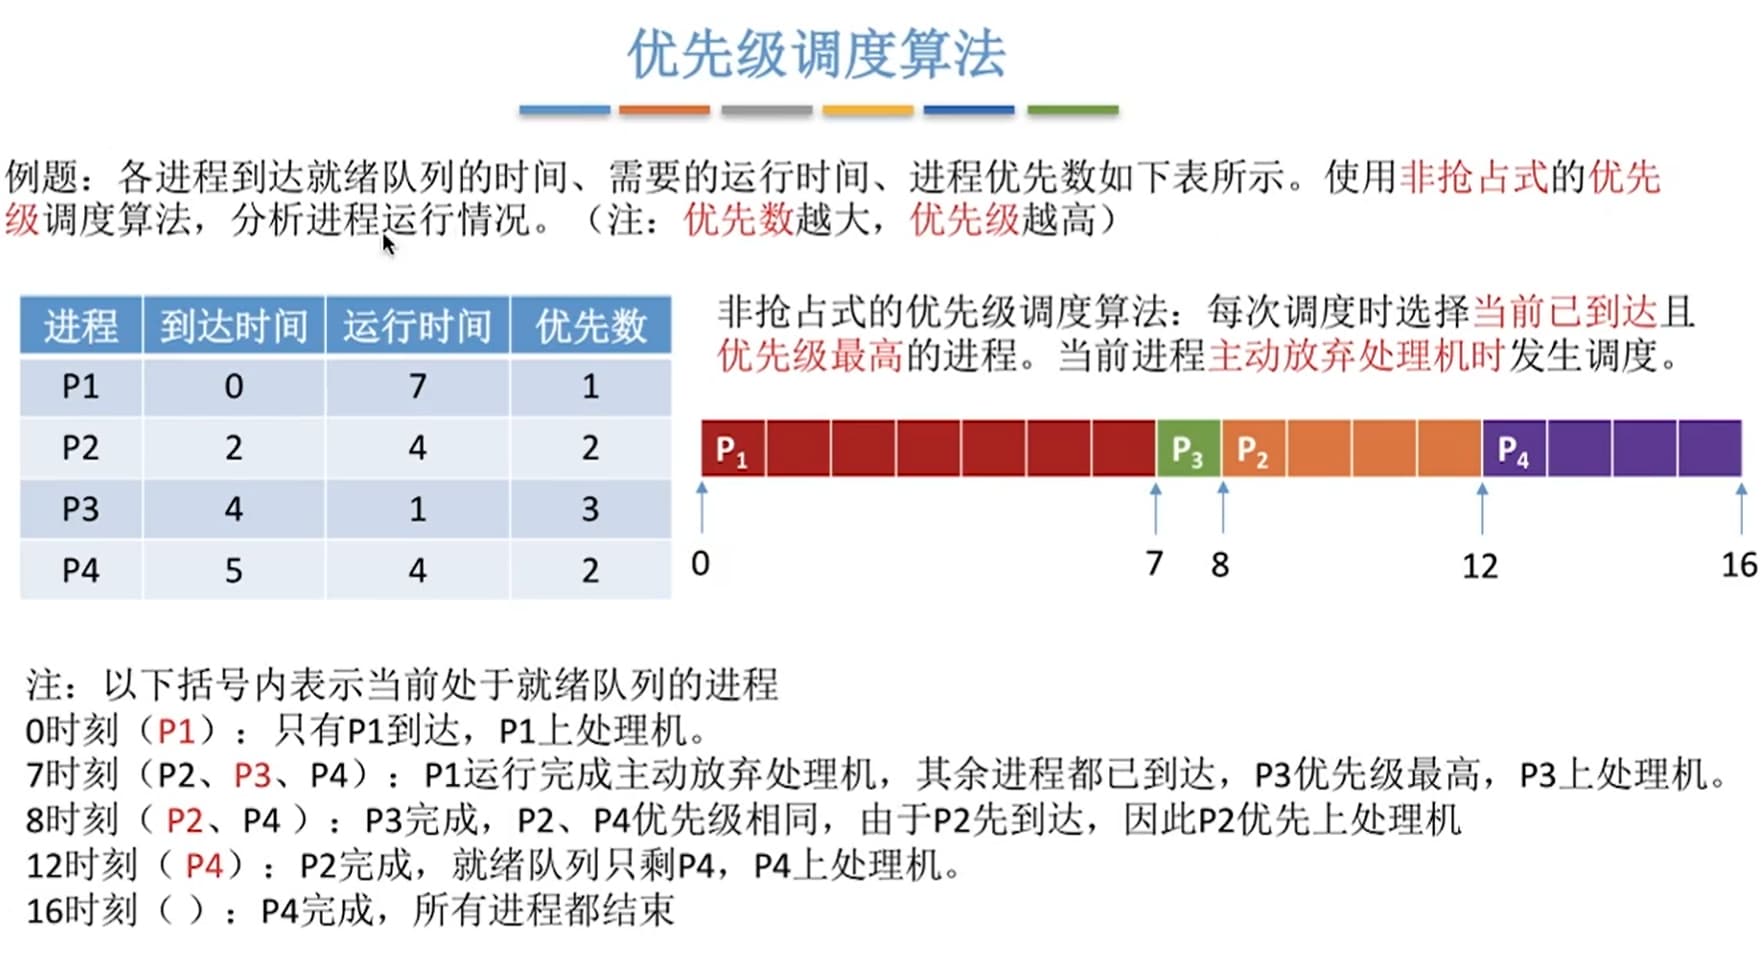 优先级调度算法
例题：各进程到达就绪队列的时间、需要的运行时间、进程优先数如下表所示。使用非抢占式的优先
级调度算法，分析进程运行情况。（注：优先数越大，优先级越高）
进程 到达时间 运行时间 优先数
P1 0 7 1
P2 2 4 2
P3 4 1 3
P4 5 4 2
非抢占式的优先级调度算法：每次调度时选择当前已到达且
优先级最高的进程。当前进程主动放弃处理机时发生调度。
P1 P3 P2 P4
0 7 8 12 16
注：以下括号内表示当前处于就绪队列的进程
0时刻（P1）：只有P1到达，P1上处理机。
7时刻（P2、P3、P4）：P1运行完成主动放弃处理机，其余进程都已到达，P3优先级最高，P3上处理机。
8时刻（ P2、P4 ）：P3完成，P2、P4优先级相同，由于P2先到达，因此P2优先上处理机
12时刻（ P4）：P2完成，就绪队列只剩P4，P4上处理机。
16时刻（ ）：P4完成，所有进程都结束